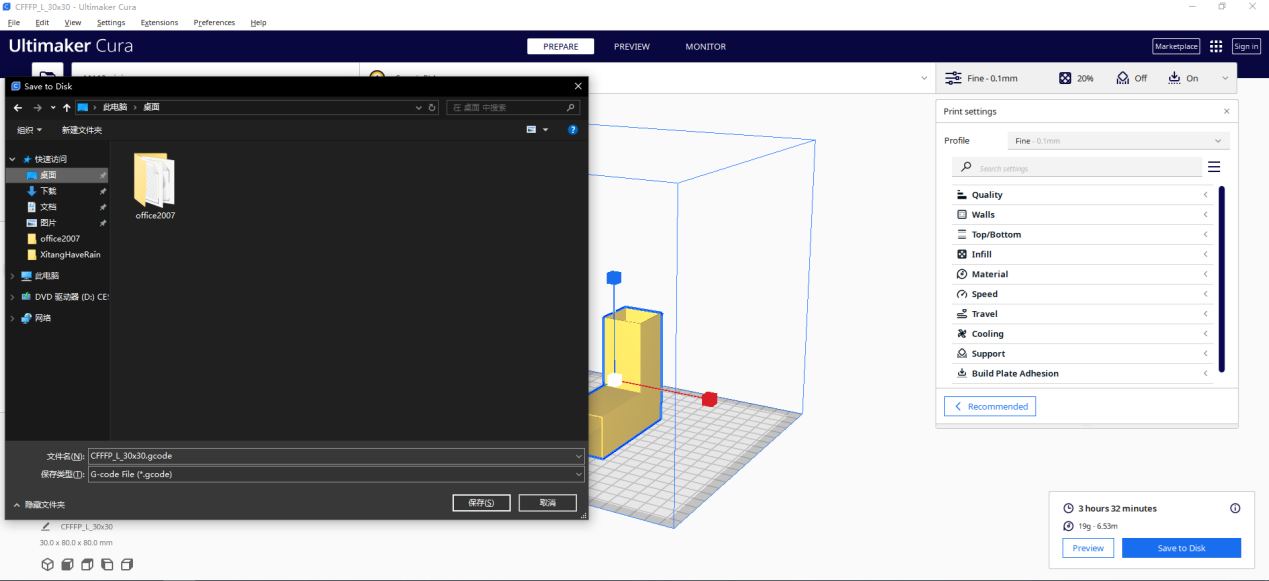 CFFFP_L_30x30 - Ultimaker Cura
File Edit View Settings Extensions Preferences Help
Ultimaker Cura
PREPARE PREVIEW MONITOR
Marketplace Sign in
Fine - 0.1mm 20% Off On
Save to Disk
此电脑 › 桌面
在 桌面 中搜索
组织 新建文件夹
快速访问
桌面
下载
文档
图片
office2007
XitangHaveRain
此电脑
DVD 驱动器 (D:) CES
网络
office2007
文件名(N): CFFFP_L_30x30.gcode
保存类型(T): G-code File (*.gcode)
隐藏文件夹
保存(S) 取消
Print settings
Profile Fine - 0.1mm
Search settings
Quality
Walls
Top/Bottom
Infill
Material
Speed
Travel
Cooling
Support
Build Plate Adhesion
Recommended
CFFFP_L_30x30
30.0 x 80.0 x 80.0 mm
3 hours 32 minutes
19g · 6.53m
Preview Save to Disk